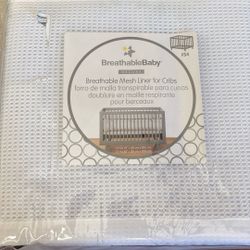 BreathableBaby
Breathable Mesh Liner for Cribs
forro de malla transpirable para cunas
doublure en maille respirante
pour berceaux